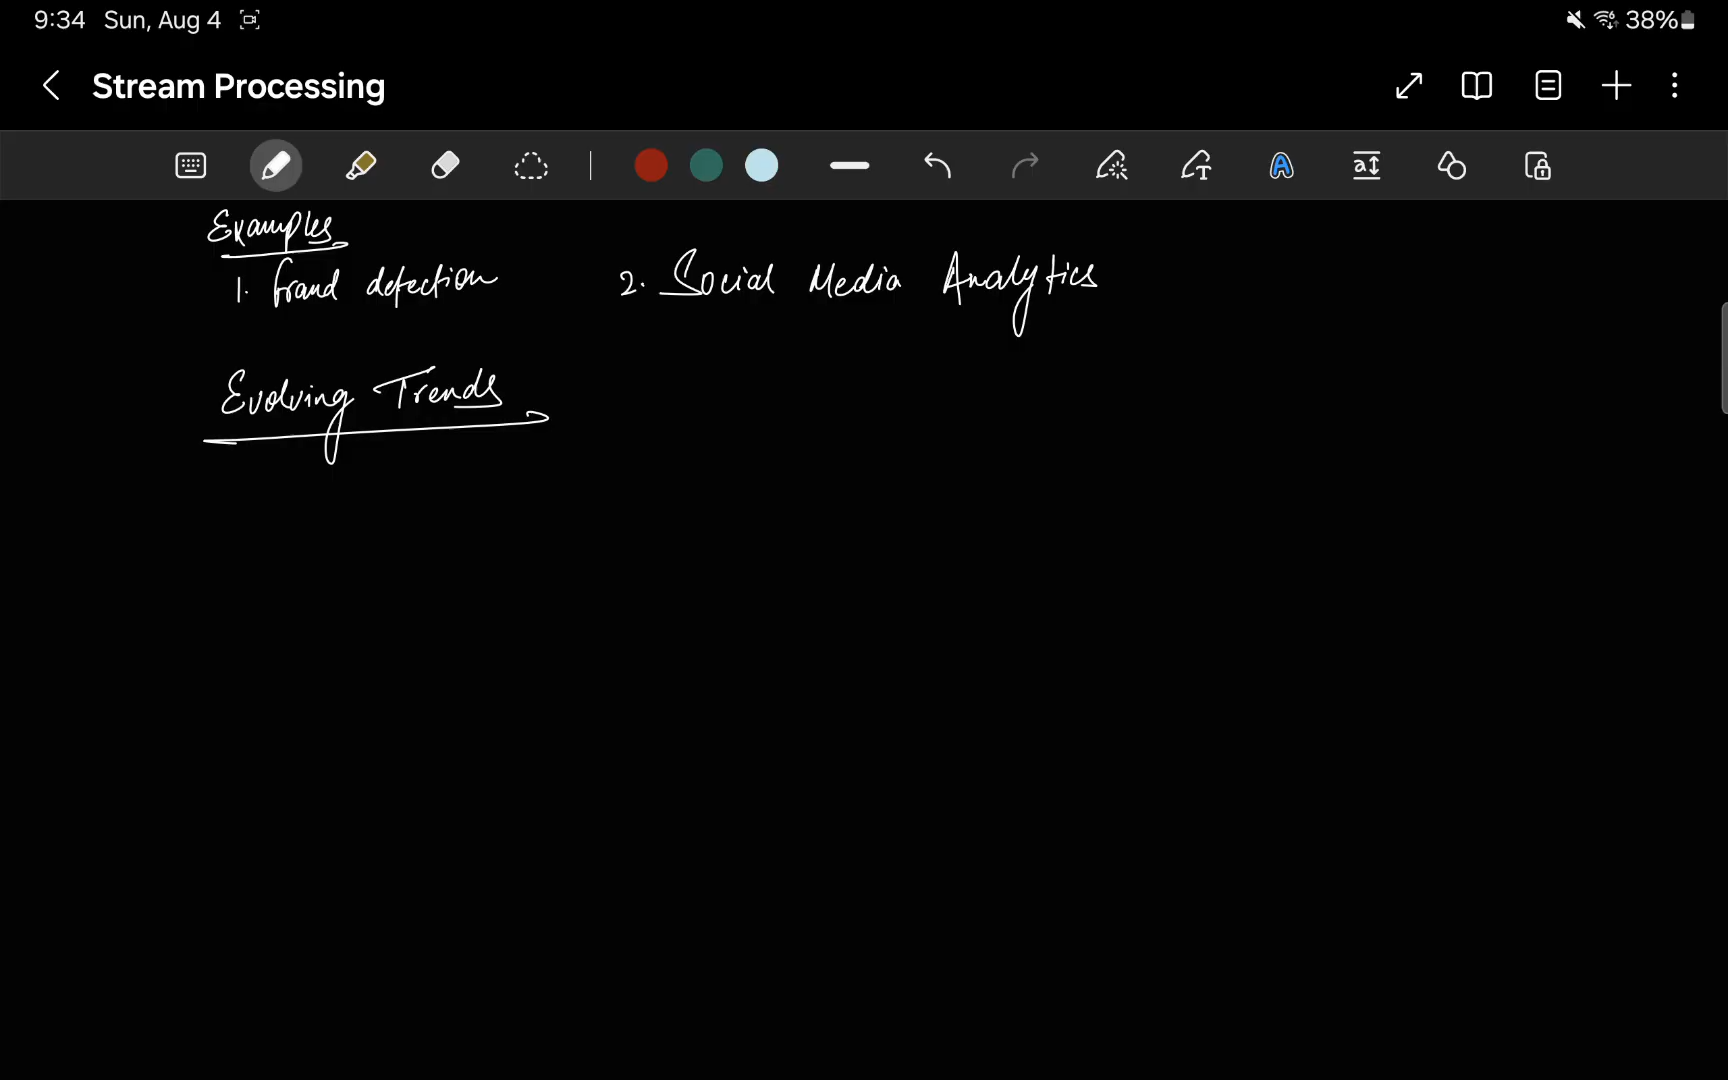 9:34 Sun, Aug 4 38%
Stream Processing
Examples
1. fraud detection 2. Social Media Analytics
Evolving Trends